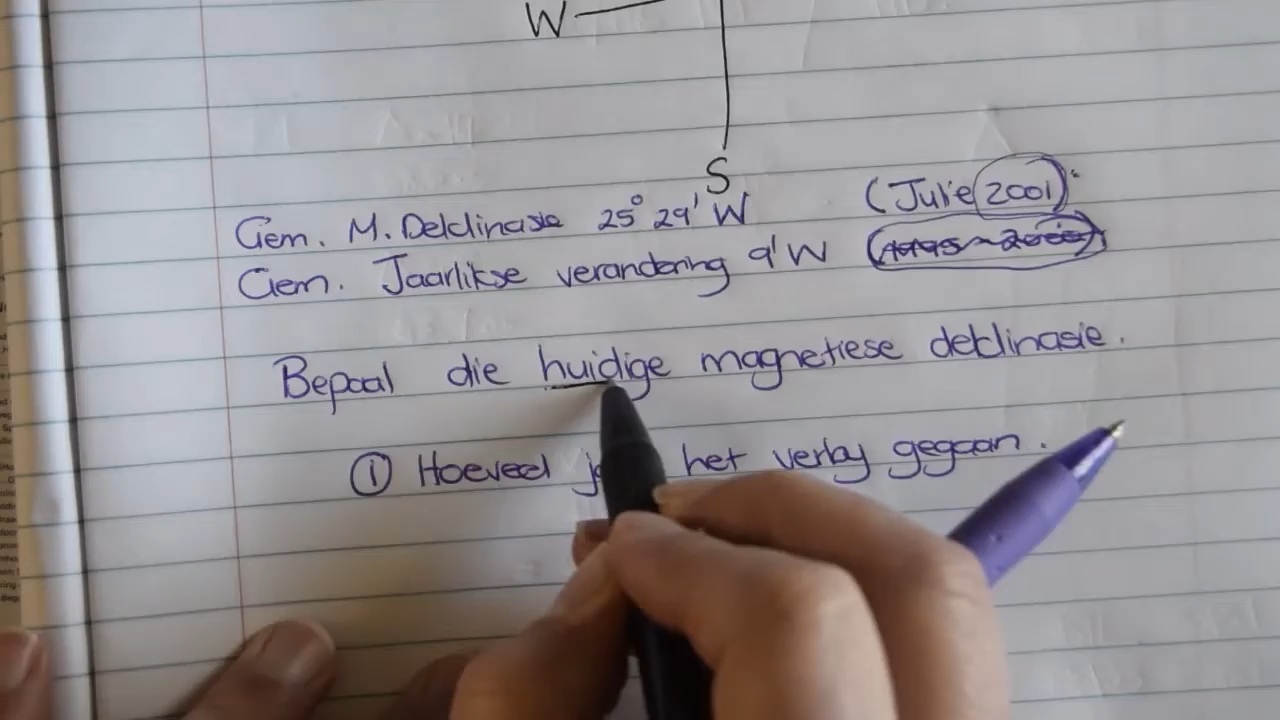 W
S
Gem. M. Deklinasie 25° 29' W (Julie 2001)
Gem. Jaarlikse verandering 9'W
Bepaal die huidige magnetiese deklinasie.
① Hoeveel het verby gegaan.